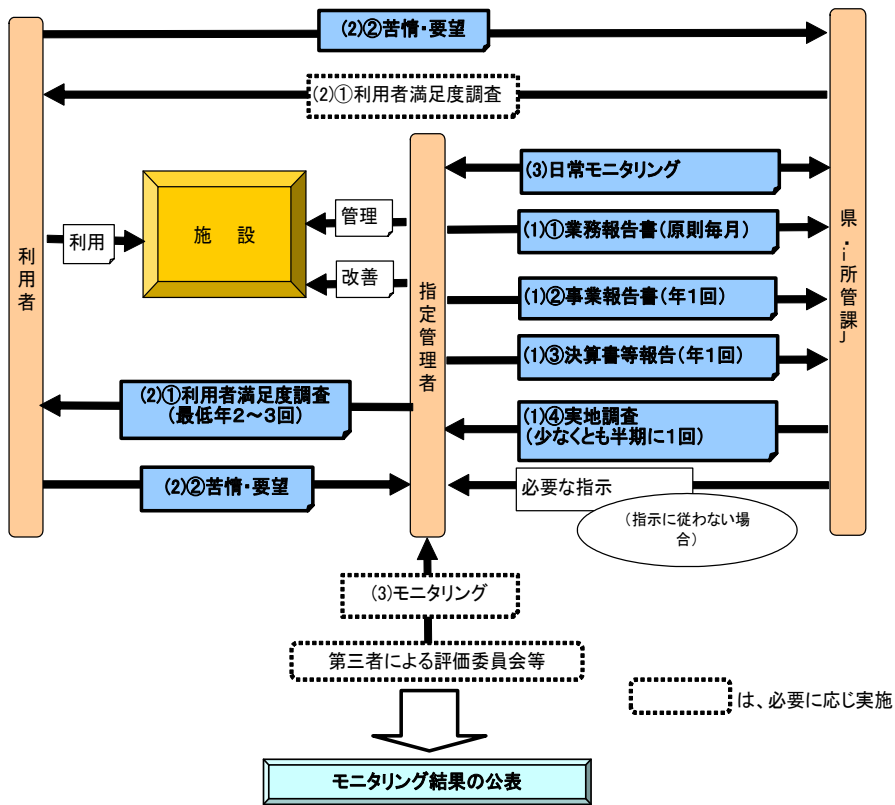 (2)②苦情・要望
(2)①利用者満足度調査
(3)日常モニタリング
(1)①業務報告書(原則毎月)
(1)②事業報告書(年1回)
(1)③決算書等報告(年1回)
(1)④実地調査
(少なくとも半期に1回)
必要な指示
(指示に従わない場
合)
利用者
利用
施 設
管理
改善
指定管理者
県・i所管課」
(2)①利用者満足度調査
(最低年2~3回)
(2)②苦情・要望
(3)モニタリング
第三者による評価委員会等
は、必要に応じ実施
モニタリング結果の公表